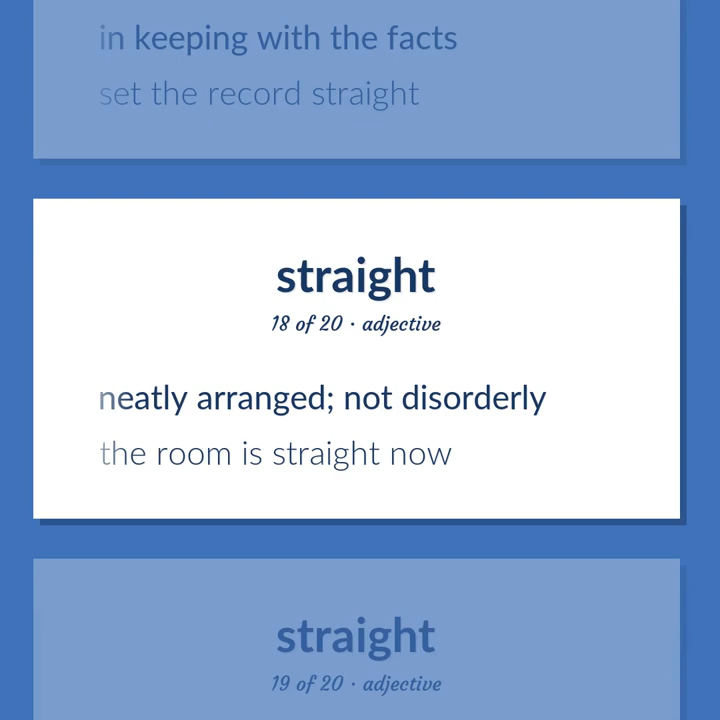 in keeping with the facts
set the record straight
straight
18 of 20 · adjective
neatly arranged; not disorderly
the room is straight now
straight
19 of 20 · adjective